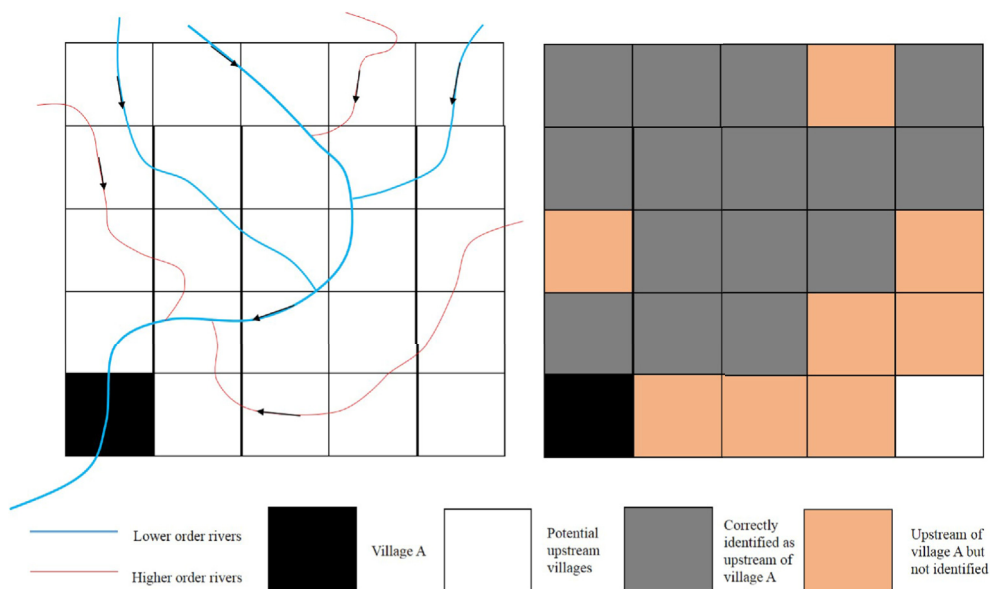 Lower order rivers
Higher order rivers
Village A
Potential
upstream
villages
Correctly
identified as
upstream of
village A
Upstream of
village A but
not identified